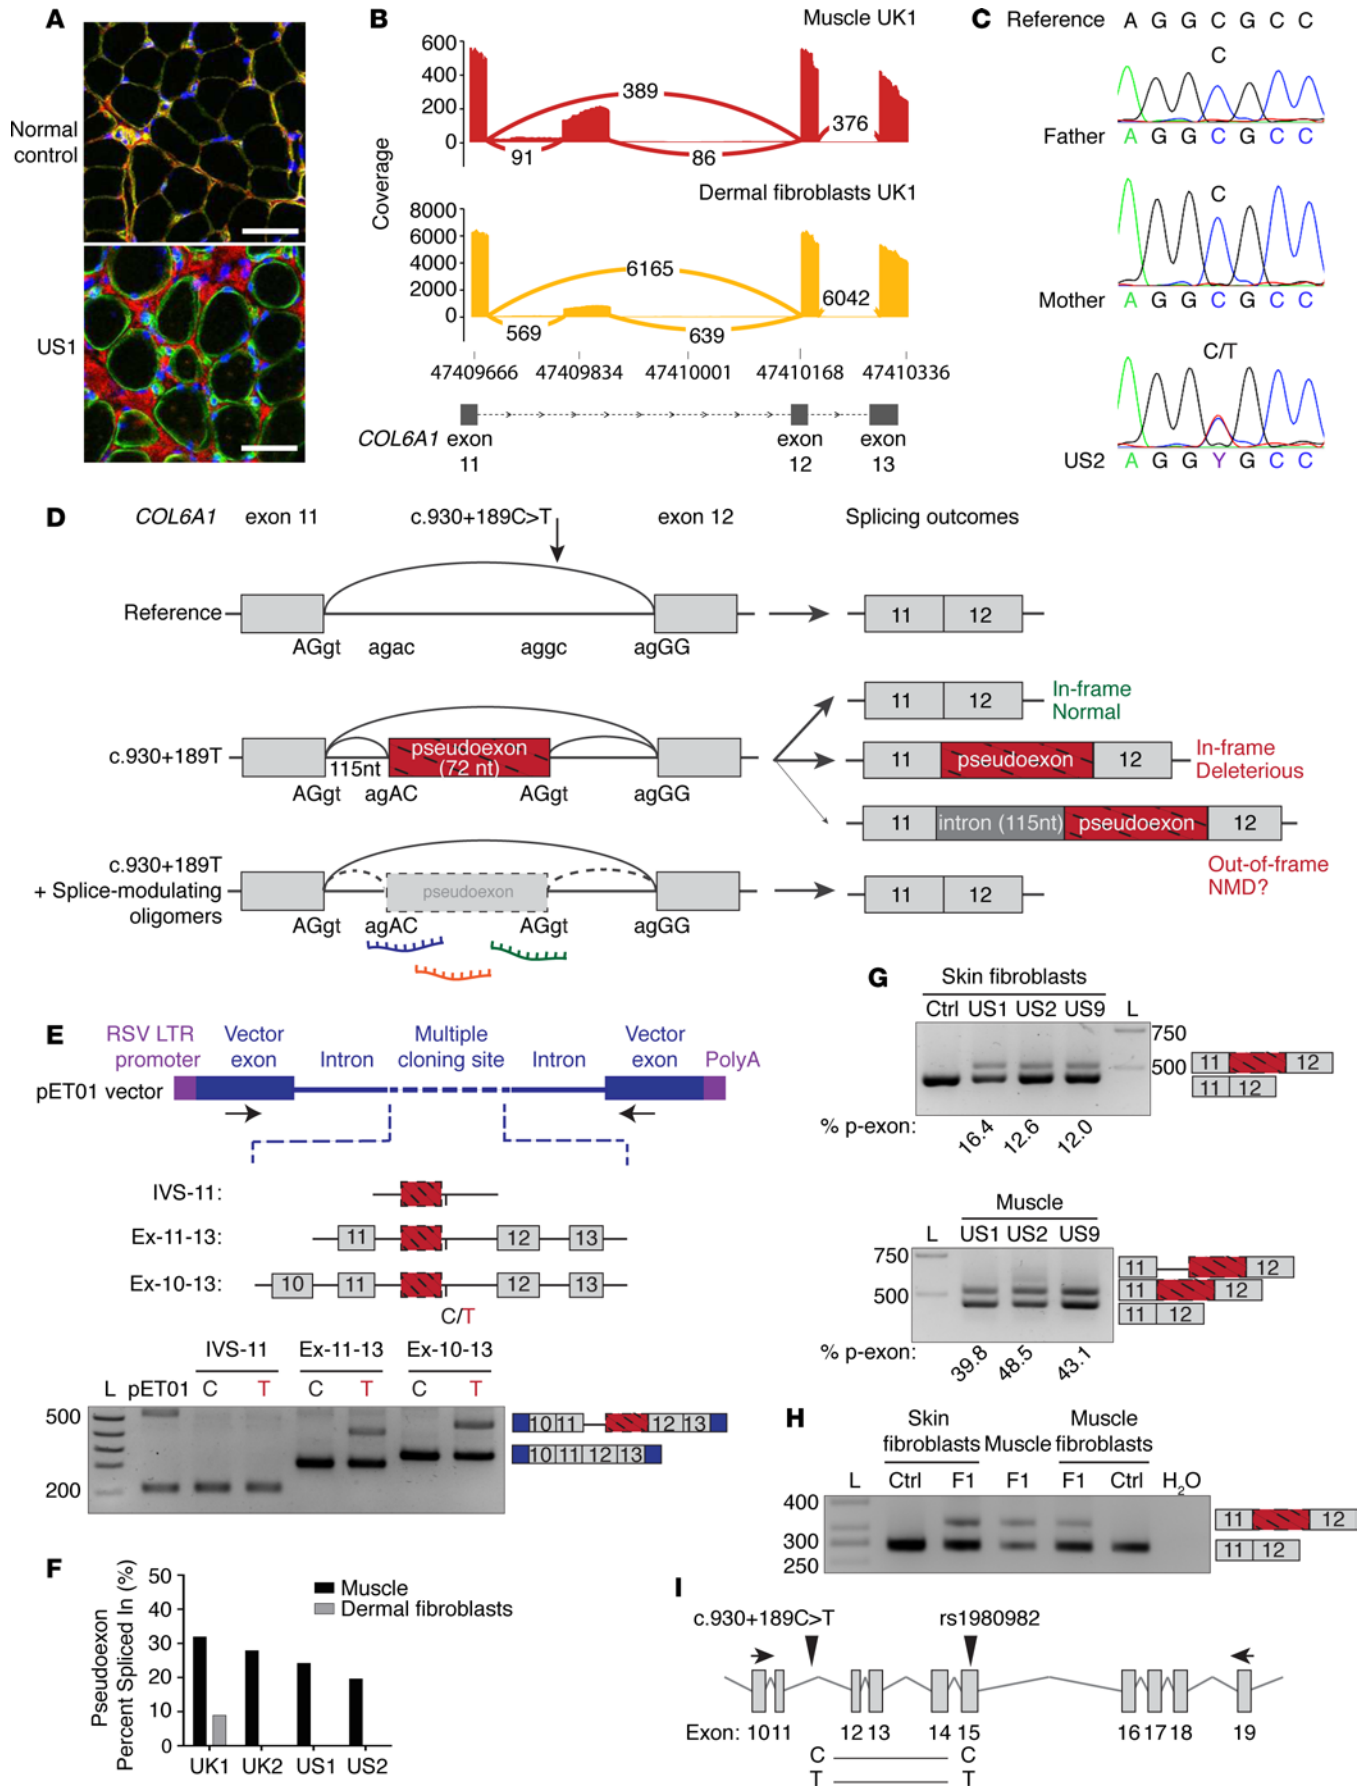 A
Normal
control
US1
B
Muscle UK1
Coverage
600
400
200
0
389
376
91
86
Dermal fibroblasts UK1
8000
6000
4000
2000
0
6165
6042
569
639
47409666 47409834 47410001 47410168 47410336
COL6A1 exon 11 exon 12 exon 13
C
Reference A G G C G C C
C
Father A G G C G C C
C
Mother A G G C G C C
C/T
US2 A G G Y G C C
D
COL6A1 exon 11 c.930+189C>T exon 12 Splicing outcomes
Reference 11 12
AGgt agac aggc agGG
11 12 In-frame
Normal
c.930+189T pseudoexon
(72 nt)
115nt
11 pseudoexon 12 In-frame
Deleterious
AGgt agAC AGgt agGG
11 intron (115nt) pseudoexon 12
Out-of-frame
NMD?
c.930+189T
+ Splice-modulating
oligomers
pseudoexon 11 12
AGgt agAC AGgt agGG
E
RSV LTR
promoter
Vector
exon
Intron
Multiple
cloning site
Intron
Vector
exon
PolyA
pET01 vector
IVS-11:
Ex-11-13: 11 12 13
Ex-10-13: 10 11 12 13
C/T
IVS-11 Ex-11-13 Ex-10-13
L pET01 C T C T C T
500
200
10 11 12 13
10 11 12 13
F
Pseudoexon
Percent Spliced In (%)
50
40
30
20
10
0
Muscle
Dermal fibroblasts
UK1 UK2 US1 US2
G
Skin fibroblasts
Ctrl US1 US2 US9 L
750
500
11 12
11 12
% p-exon: 16.4 12.6 12.0
Muscle
L US1 US2 US9
750
500
11 12
11 12
11 12
% p-exon: 39.8 48.5 43.1
H
Skin
fibroblasts
Muscle
Muscle
fibroblasts
L Ctrl F1 F1 F1 Ctrl H2O
400
300
250
11 12
11 12
I
c.930+189C>T rs1980982
Exon: 10 11 12 13 14 15 16 17 18 19
C C
T T